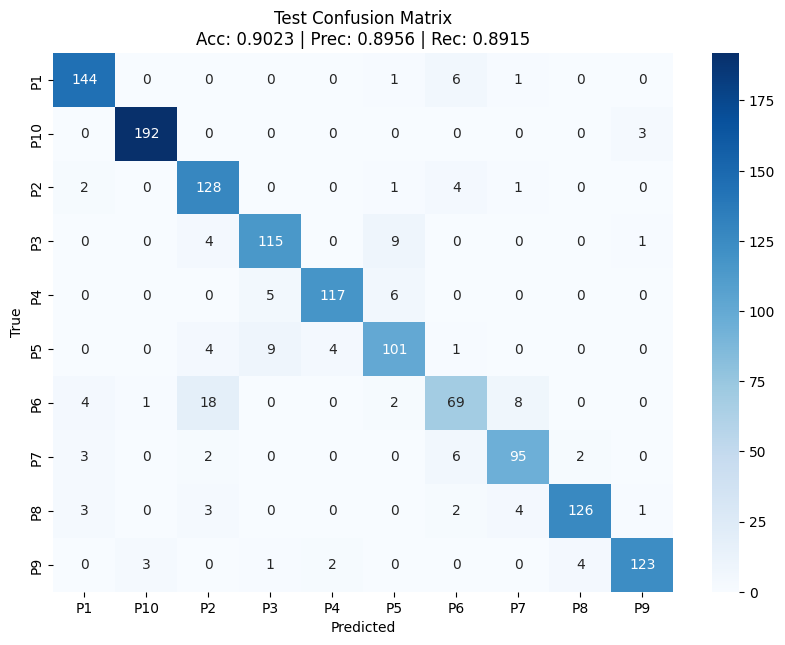 Test Confusion Matrix
Acc: 0.9023 | Prec: 0.8956 | Rec: 0.8915
P1 144 0 0 0 0 1 6 1 0 0
P10 0 192 0 0 0 0 0 0 0 3
P2 2 0 128 0 0 1 4 1 0 0
P3 0 0 4 115 0 9 0 0 0 1
P4 0 0 0 5 117 6 0 0 0 0
P5 0 0 4 9 4 101 1 0 0 0
P6 4 1 18 0 0 2 69 8 0 0
P7 3 0 2 0 0 0 6 95 2 0
P8 3 0 3 0 0 0 2 4 126 1
P9 0 3 0 1 2 0 0 0 4 123
P1 P10 P2 P3 P4 P5 P6 P7 P8 P9
Predicted
True
175
150
125
100
75
50
25
0